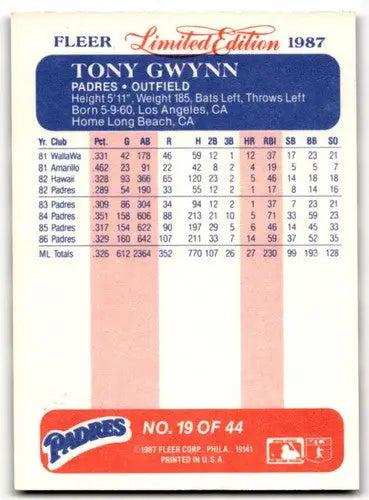 FLEER Limited Edition 1987
TONY GWYNN
PADRES • OUTFIELD
Height 5'11", Weight 185, Bats Left, Throws Left
Born 5-9-60, Los Angeles, CA
Home Long Beach, CA
Yr. Club Pct. G AB R H 2B 3B HR RBI SB BB SO
81 WallaWa .331 42 178 46 59 12 1 12 37 17 23 21
81 Amarillo .462 23 91 22 42 8 2 4 19 5 5 7
82 Hawaii .328 93 366 65 120 23 2 5 46 14 18 18
82 Padres .289 54 190 33 55 12 2 1 17 8 14 16
83 Padres .309 86 304 34 94 12 2 1 37 7 23 21
84 Padres .351 158 606 88 213 21 10 5 71 33 59 23
85 Padres .317 154 622 90 197 29 5 6 46 14 45 33
86 Padres .329 160 642 107 211 33 7 14 59 37 52 35
ML Totals .326 612 2364 352 770 107 26 27 230 99 193 128
PADRES
NO. 19 OF 44
©1987 FLEER CORP., PHILA., 19141
PRINTED IN U.S.A.